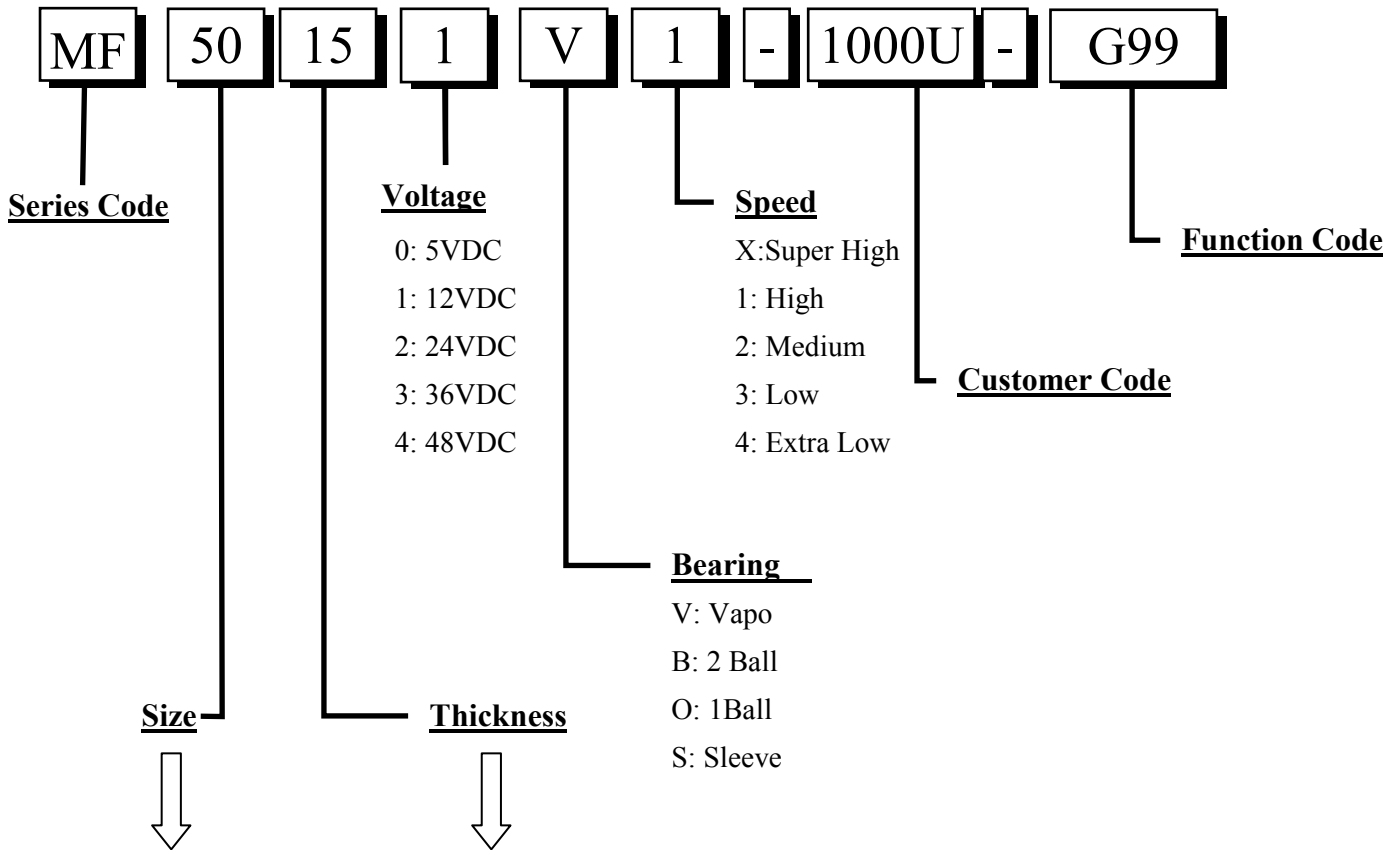 MF 50 15 1 V 1 - 1000U - G99
Series Code
Voltage
0: 5VDC
1: 12VDC
2: 24VDC
3: 36VDC
4: 48VDC
Speed
X:Super High
1: High
2: Medium
3: Low
4: Extra Low
Function Code
Customer Code
Bearing
V: Vapo
B: 2 Ball
O: 1Ball
S: Sleeve
Size
Thickness